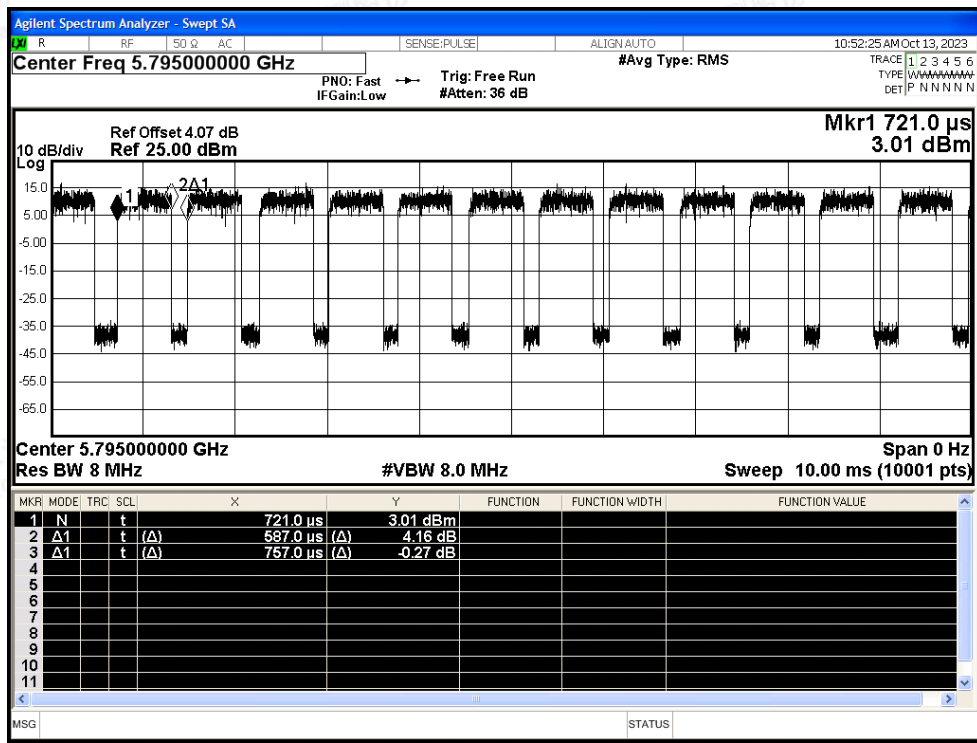 Agilent Spectrum Analyzer - Swept SA
LXI R RF 50 Ω AC SENSE:PULSE ALIGN AUTO 10:52:25 AM Oct 13, 2023
Center Freq 5.795000000 GHz #Avg Type: RMS TRACE 1 2 3 4 5 6
PNO: Fast Trig: Free Run TYPE WWWWWW
IFGain:Low #Atten: 36 dB DET P N N N N N
Mkr1 721.0 µs
Ref Offset 4.07 dB
10 dB/div Ref 25.00 dBm 3.01 dBm
Log
15.0
1 2Δ1
5.00
-5.00
-15.0
-25.0
-35.0
-45.0
-55.0
-65.0
Center 5.795000000 GHz Span 0 Hz
Res BW 8 MHz #VBW 8.0 MHz Sweep 10.00 ms (10001 pts)
MKR MODE TRC SCL X Y FUNCTION FUNCTION WIDTH FUNCTION VALUE
1 N t 721.0 µs 3.01 dBm
2 Δ1 t (Δ) 587.0 µs (Δ) 4.16 dB
3 Δ1 t (Δ) 757.0 µs (Δ) -0.27 dB
4
5
6
7
8
9
10
11
MSG STATUS